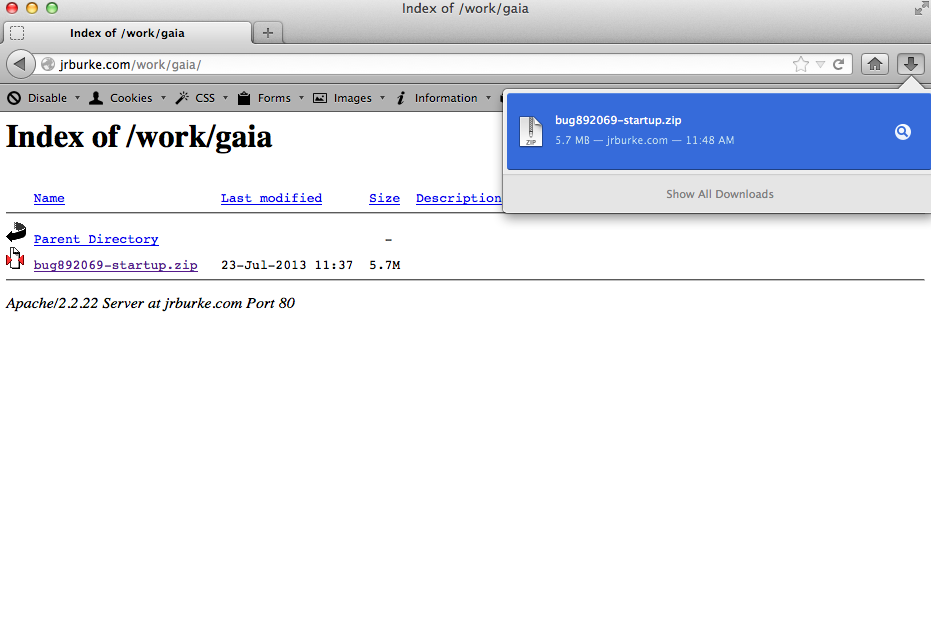 Index of /work/gaia
Index of /work/gaia
jrburke.com/work/gaia/
Disable Cookies CSS Forms Images Information
bug892069-startup.zip
5.7 MB — jrburke.com — 11:48 AM
ZIP
Show All Downloads
Index of /work/gaia
Name Last modified Size Description
Parent Directory -
bug892069-startup.zip 23-Jul-2013 11:37 5.7M
Apache/2.2.22 Server at jrburke.com Port 80